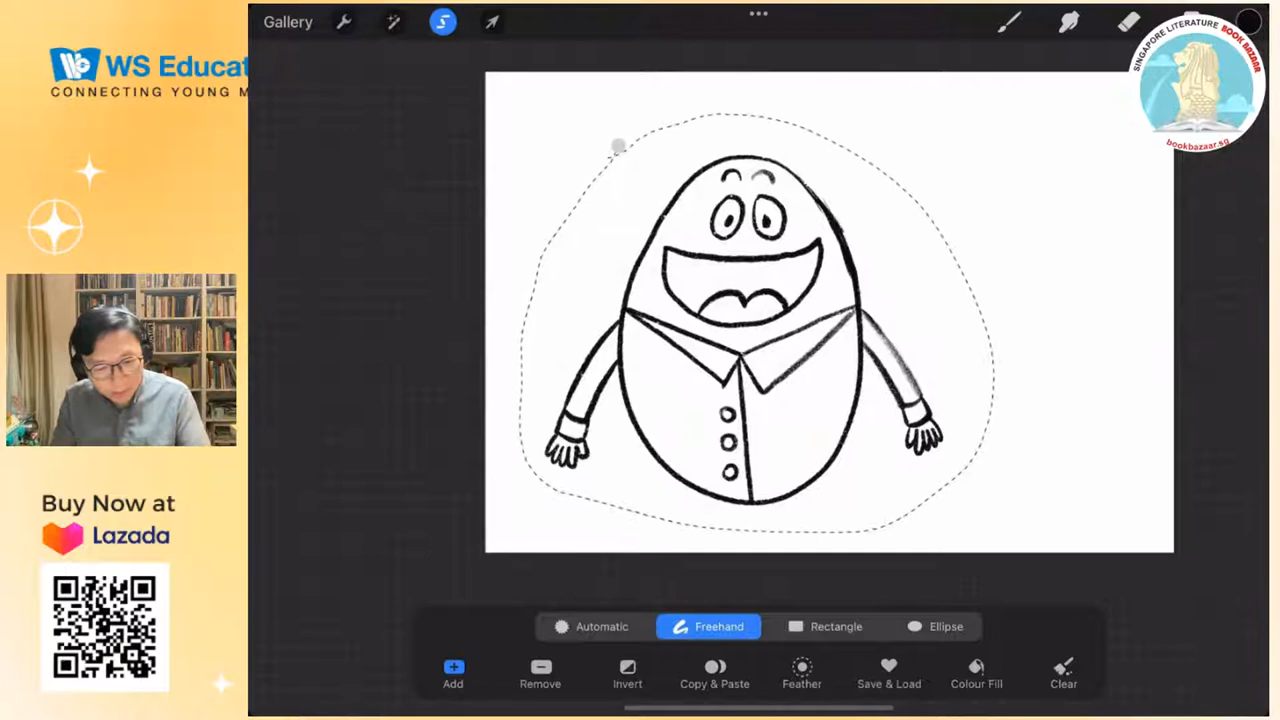 Gallery
WS Educat
CONNECTING YOUNG M
SINGAPORE LITERATURE BOOK BAZAAR
bookbazaar.sg
Buy Now at
Lazada
Automatic Freehand Rectangle Ellipse
Add Remove Invert Copy & Paste Feather Save & Load Colour Fill Clear